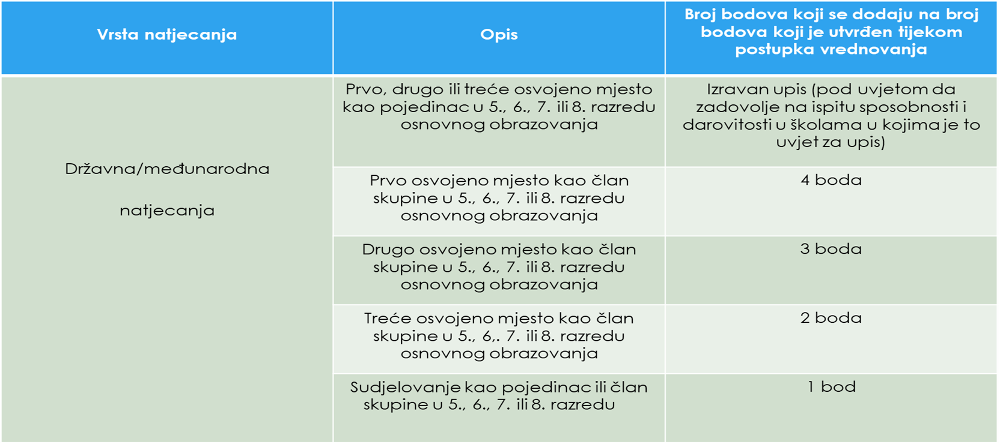 Vrsta natjecanja
Opis
Broj bodova koji se dodaju na broj
bodova koji je utvrđen tijekom
postupka vrednovanja
Državna/međunarodna
natjecanja
Prvo, drugo ili treće osvojeno mjesto
kao pojedinac u 5., 6., 7. ili 8. razredu
osnovnog obrazovanja
Izravan upis (pod uvjetom da
zadovolje na ispitu sposobnosti i
darovitosti u školama u kojima je to
uvjet za upis)
Prvo osvojeno mjesto kao član
skupine u 5., 6., 7. ili 8. razredu
osnovnog obrazovanja
4 boda
Drugo osvojeno mjesto kao član
skupine u 5., 6., 7. ili 8. razredu
osnovnog obrazovanja
3 boda
Treće osvojeno mjesto kao član
skupine u 5., 6,. 7. ili 8. razredu
osnovnog obrazovanja
2 boda
Sudjelovanje kao pojedinac ili član
skupine u 5., 6., 7. ili 8. razredu
1 bod